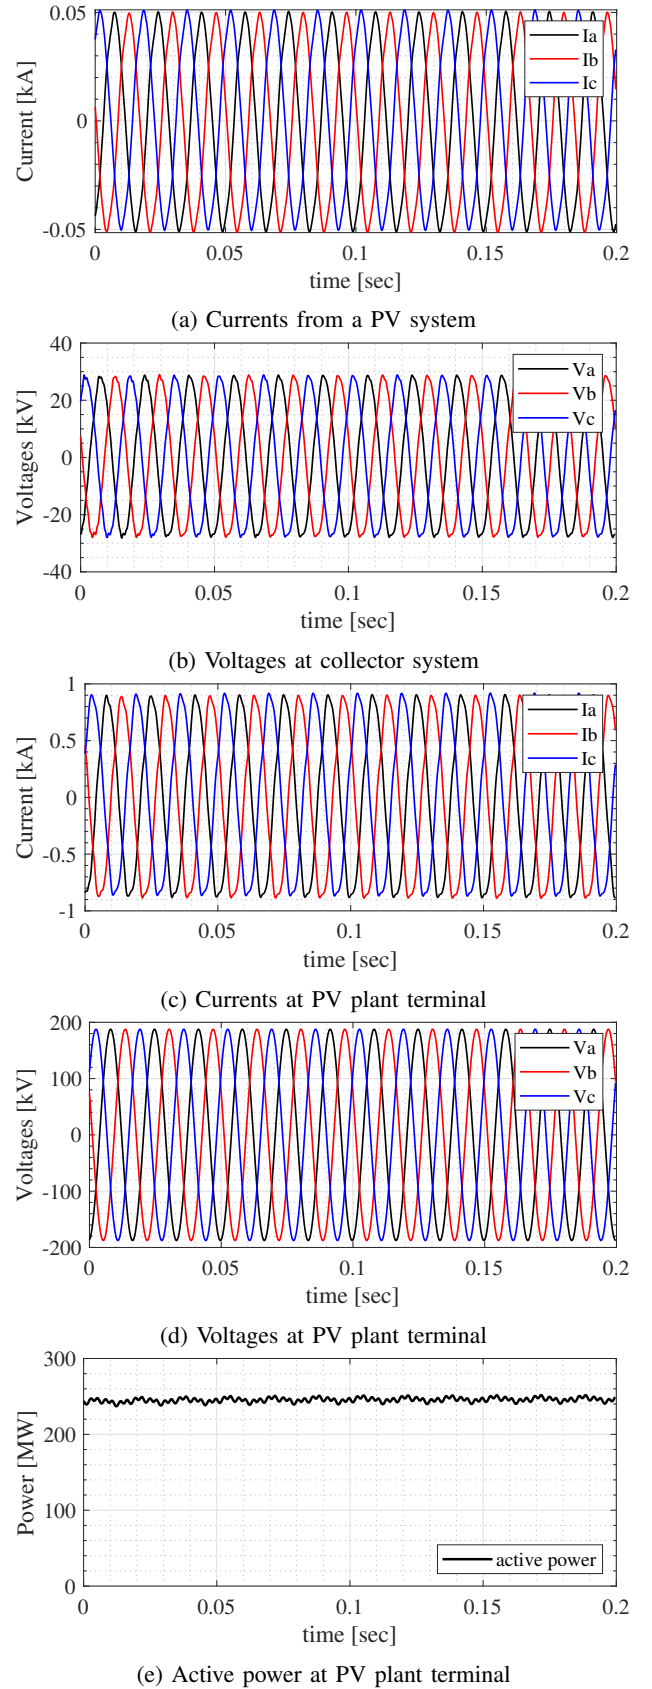 0.05
0
-0.05
Current [kA]
Ia
Ib
Ic
0 0.05 0.1 0.15 0.2
time [sec]
(a) Currents from a PV system
40
20
0
-20
-40
Voltages [kV]
Va
Vb
Vc
0 0.05 0.1 0.15 0.2
time [sec]
(b) Voltages at collector system
1
0.5
0
-0.5
-1
Current [kA]
Ia
Ib
Ic
0 0.05 0.1 0.15 0.2
time [sec]
(c) Currents at PV plant terminal
200
100
0
-100
-200
Voltages [kV]
Va
Vb
Vc
0 0.05 0.1 0.15 0.2
time [sec]
(d) Voltages at PV plant terminal
300
200
100
0
Power [MW]
active power
0 0.05 0.1 0.15 0.2
time [sec]
(e) Active power at PV plant terminal